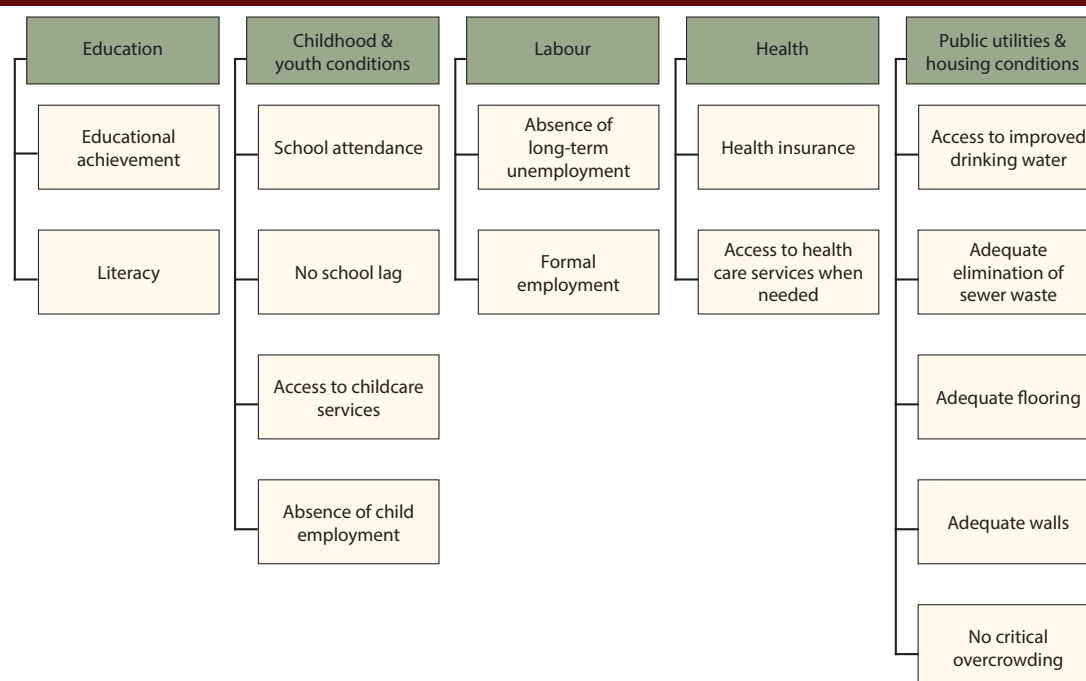 Education
Educational
achievement
Literacy
Childhood &
youth conditions
School attendance
No school lag
Access to childcare
services
Absence of child
employment
Labour
Absence of
long-term
unemployment
Formal
employment
Health
Health insurance
Access to health
care services when
needed
Public utilities &
housing conditions
Access to improved
drinking water
Adequate
elimination of
sewer waste
Adequate flooring
Adequate walls
No critical
overcrowding